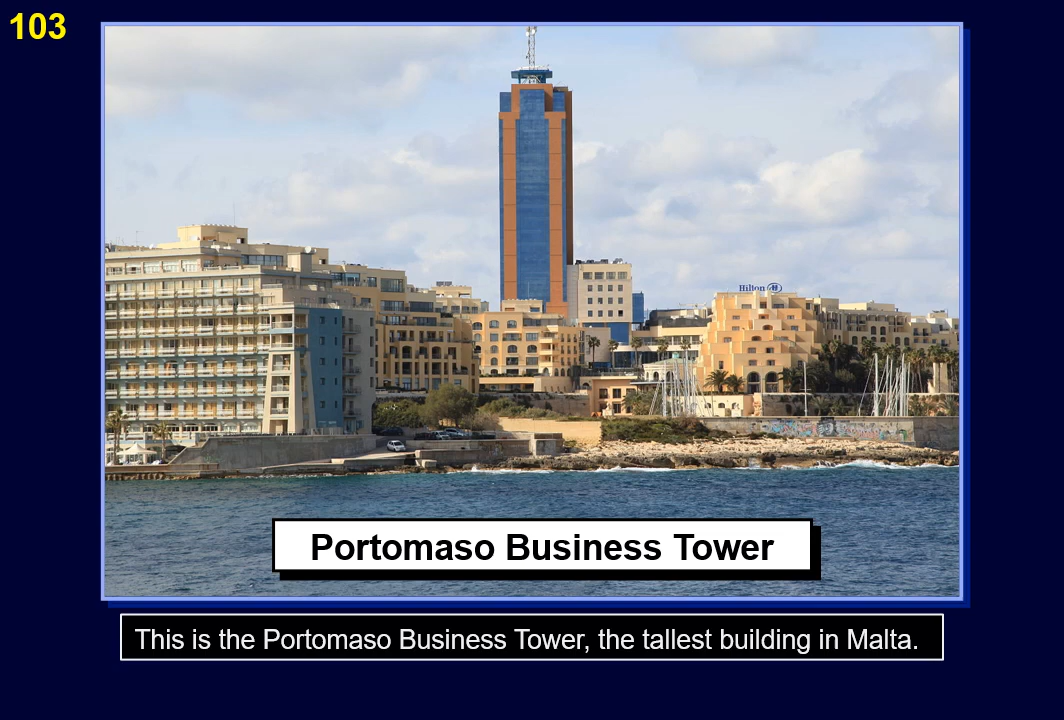 103
Hilton
Portomaso Business Tower
This is the Portomaso Business Tower, the tallest building in Malta.